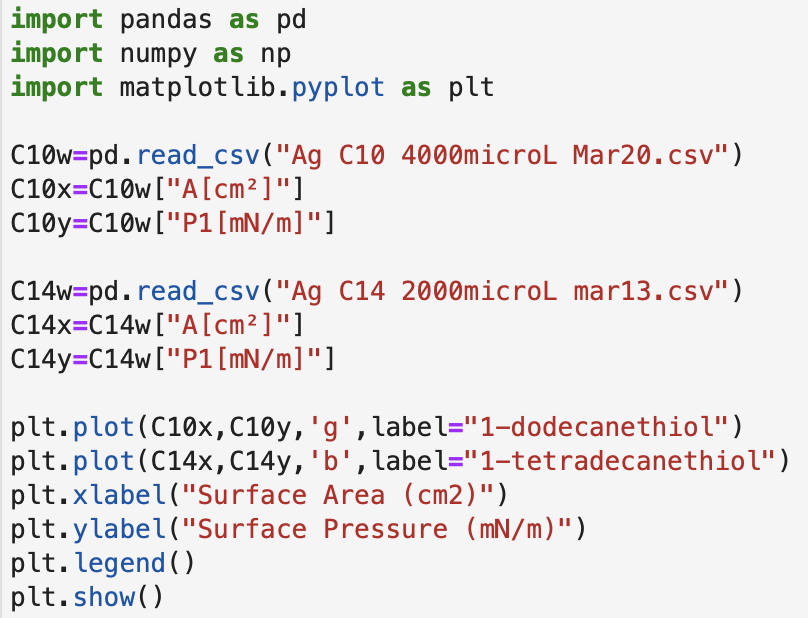 import pandas as pd
import numpy as np
import matplotlib.pyplot as plt
C10w=pd.read_csv("Ag C10 4000microL Mar20.csv")
C10x=C10w["A[cm²]"]
C10y=C10w["P1[mN/m]"]
C14w=pd.read_csv("Ag C14 2000microL mar13.csv")
C14x=C14w["A[cm²]"]
C14y=C14w["P1[mN/m]"]
plt.plot(C10x,C10y,'g',label="1-dodecanethiol")
plt.plot(C14x,C14y,'b',label="1-tetradecanethiol")
plt.xlabel("Surface Area (cm2)")
plt.ylabel("Surface Pressure (mN/m)")
plt.legend()
plt.show()